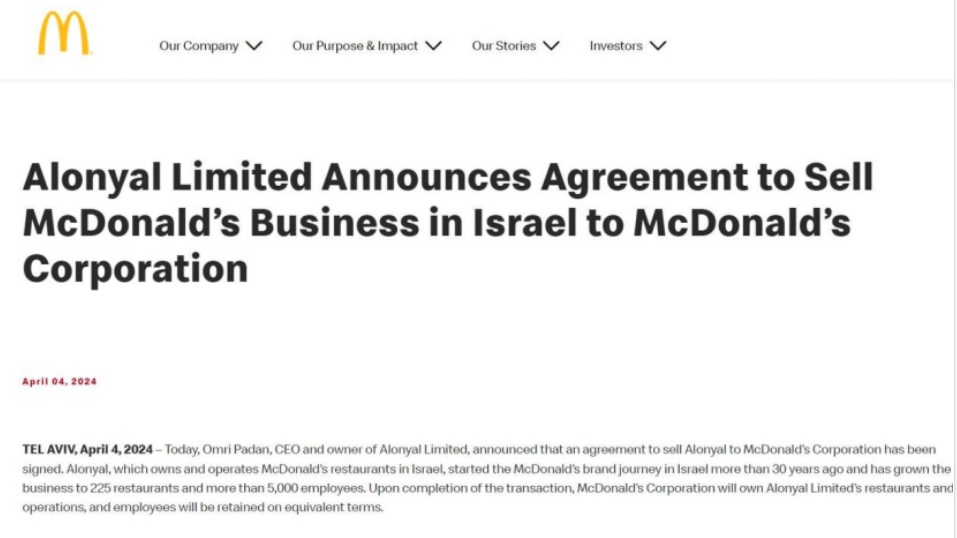 Our Company Our Purpose & Impact Our Stories Investors
Alonyal Limited Announces Agreement to Sell
McDonald’s Business in Israel to McDonald’s
Corporation
April 04, 2024
TEL AVIV, April 4, 2024 – Today, Omri Padan, CEO and owner of Alonyal Limited, announced that an agreement to sell Alonyal to McDonald’s Corporation has been
signed. Alonyal, which owns and operates McDonald’s restaurants in Israel, started the McDonald’s brand journey in Israel more than 30 years ago and has grown the
business to 225 restaurants and more than 5,000 employees. Upon completion of the transaction, McDonald’s Corporation will own Alonyal Limited’s restaurants and
operations, and employees will be retained on equivalent terms.